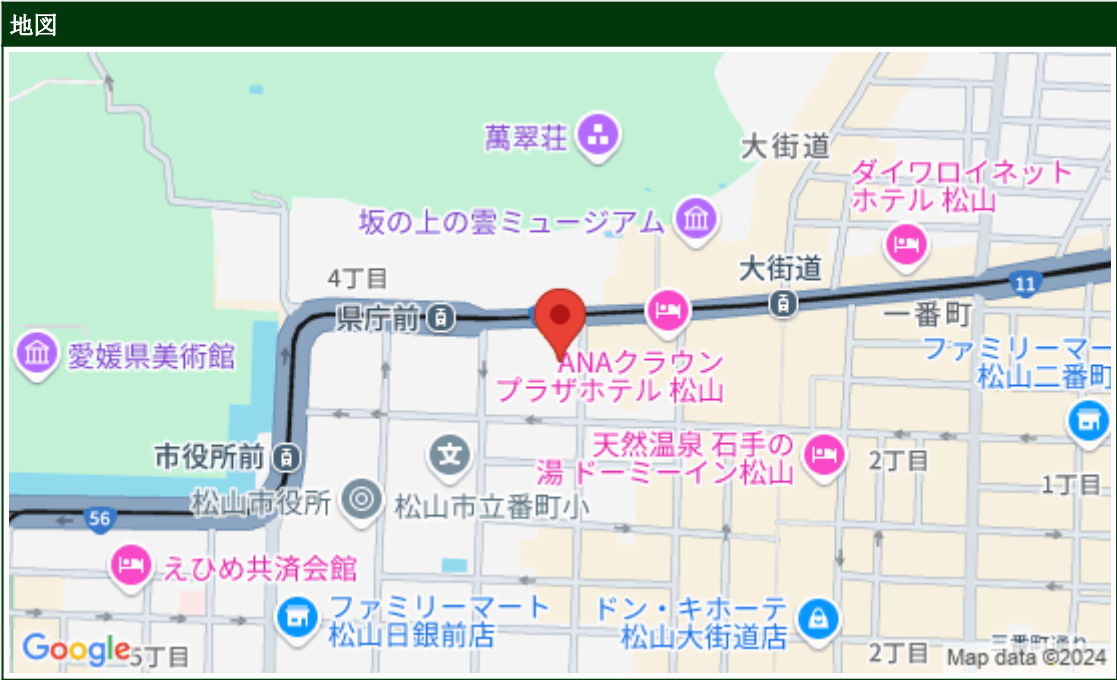 地図
萬翠荘
大街道
ダイワロイネット
ホテル 松山
坂の上の雲ミュージアム
4丁目
大街道
11
県庁前
一番町
愛媛県美術館
ANAクラウン
プラザホテル 松山
ファミリーマー
松山二番町
天然温泉 石手の
湯 ドーミーイン松山
市役所前
文
2丁目
1丁目
松山市役所
松山市立番町小
56
えひめ共済会館
ファミリーマート
松山日銀前店
ドン・キホーテ
松山大街道店
Google
5丁目
2丁目
三番町通り
Map data ©2024